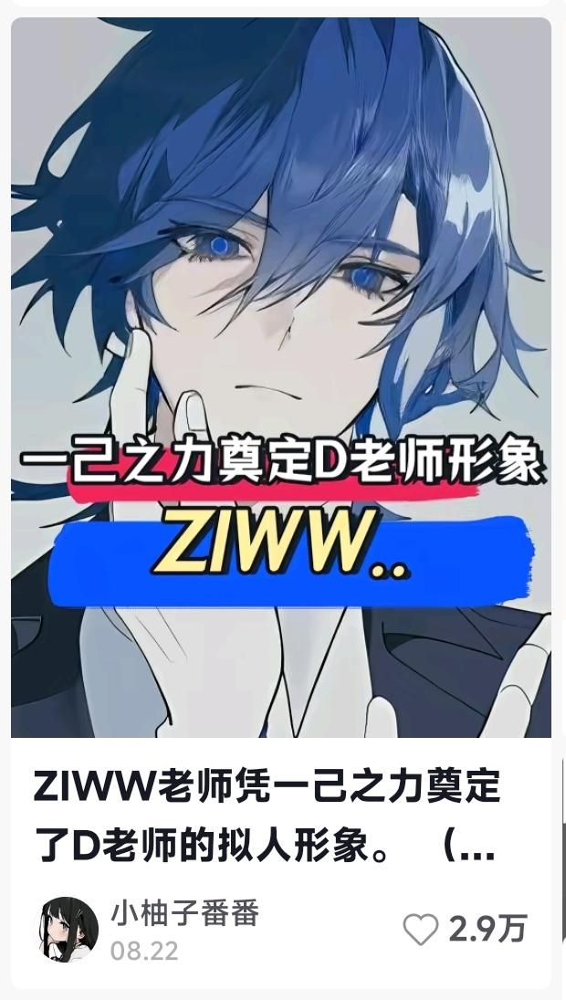 一己之力奠定D老师形象
ZIWW..
ZIWW老师凭一己之力奠定
了D老师的拟人形象。 （...
小柚子番番
08.22
2.9万